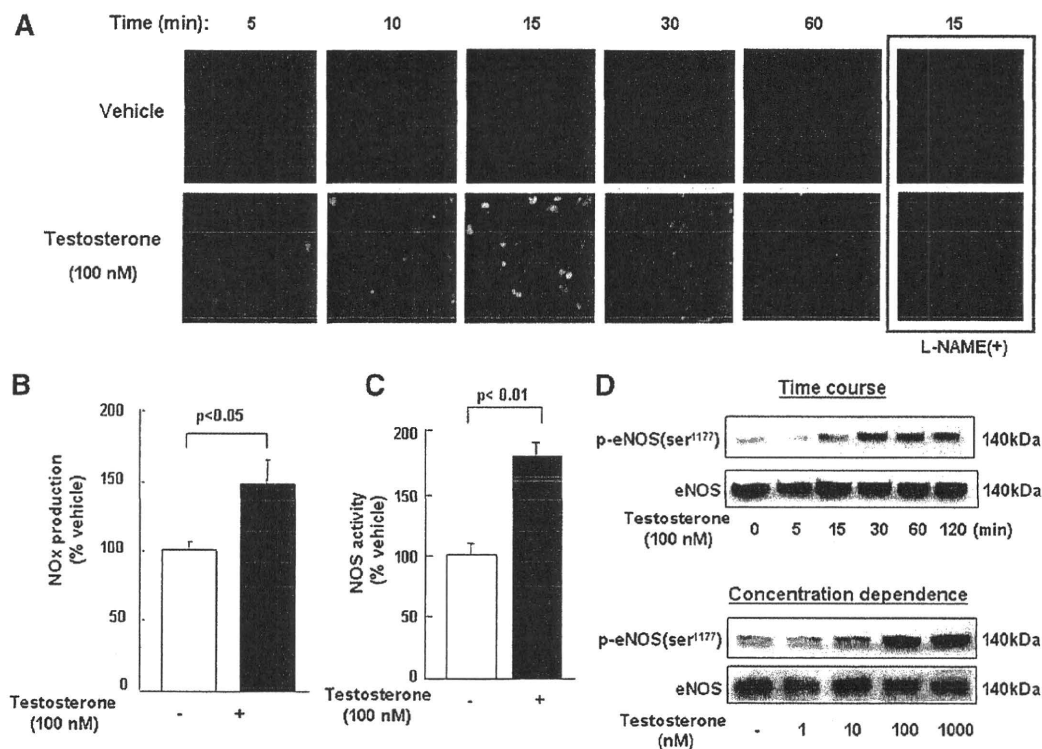 A
Time (min): 5 10 15 30 60 15
Vehicle
Testosterone
(100 nM)
L-NAME(+)
B
p<0.05
200
150
100
50
0
NOx production
(% vehicle)
Testosterone
(100 nM)
- +
C
p< 0.01
200
150
100
50
0
NOS activity
(% vehicle)
Testosterone
(100 nM)
- +
D
Time course
p-eNOS(ser1177) 140kDa
eNOS 140kDa
Testosterone
(100 nM)
0 5 15 30 60 120 (min)
Concentration dependence
p-eNOS(ser1177) 140kDa
eNOS 140kDa
Testosterone
(nM)
- 1 10 100 1000